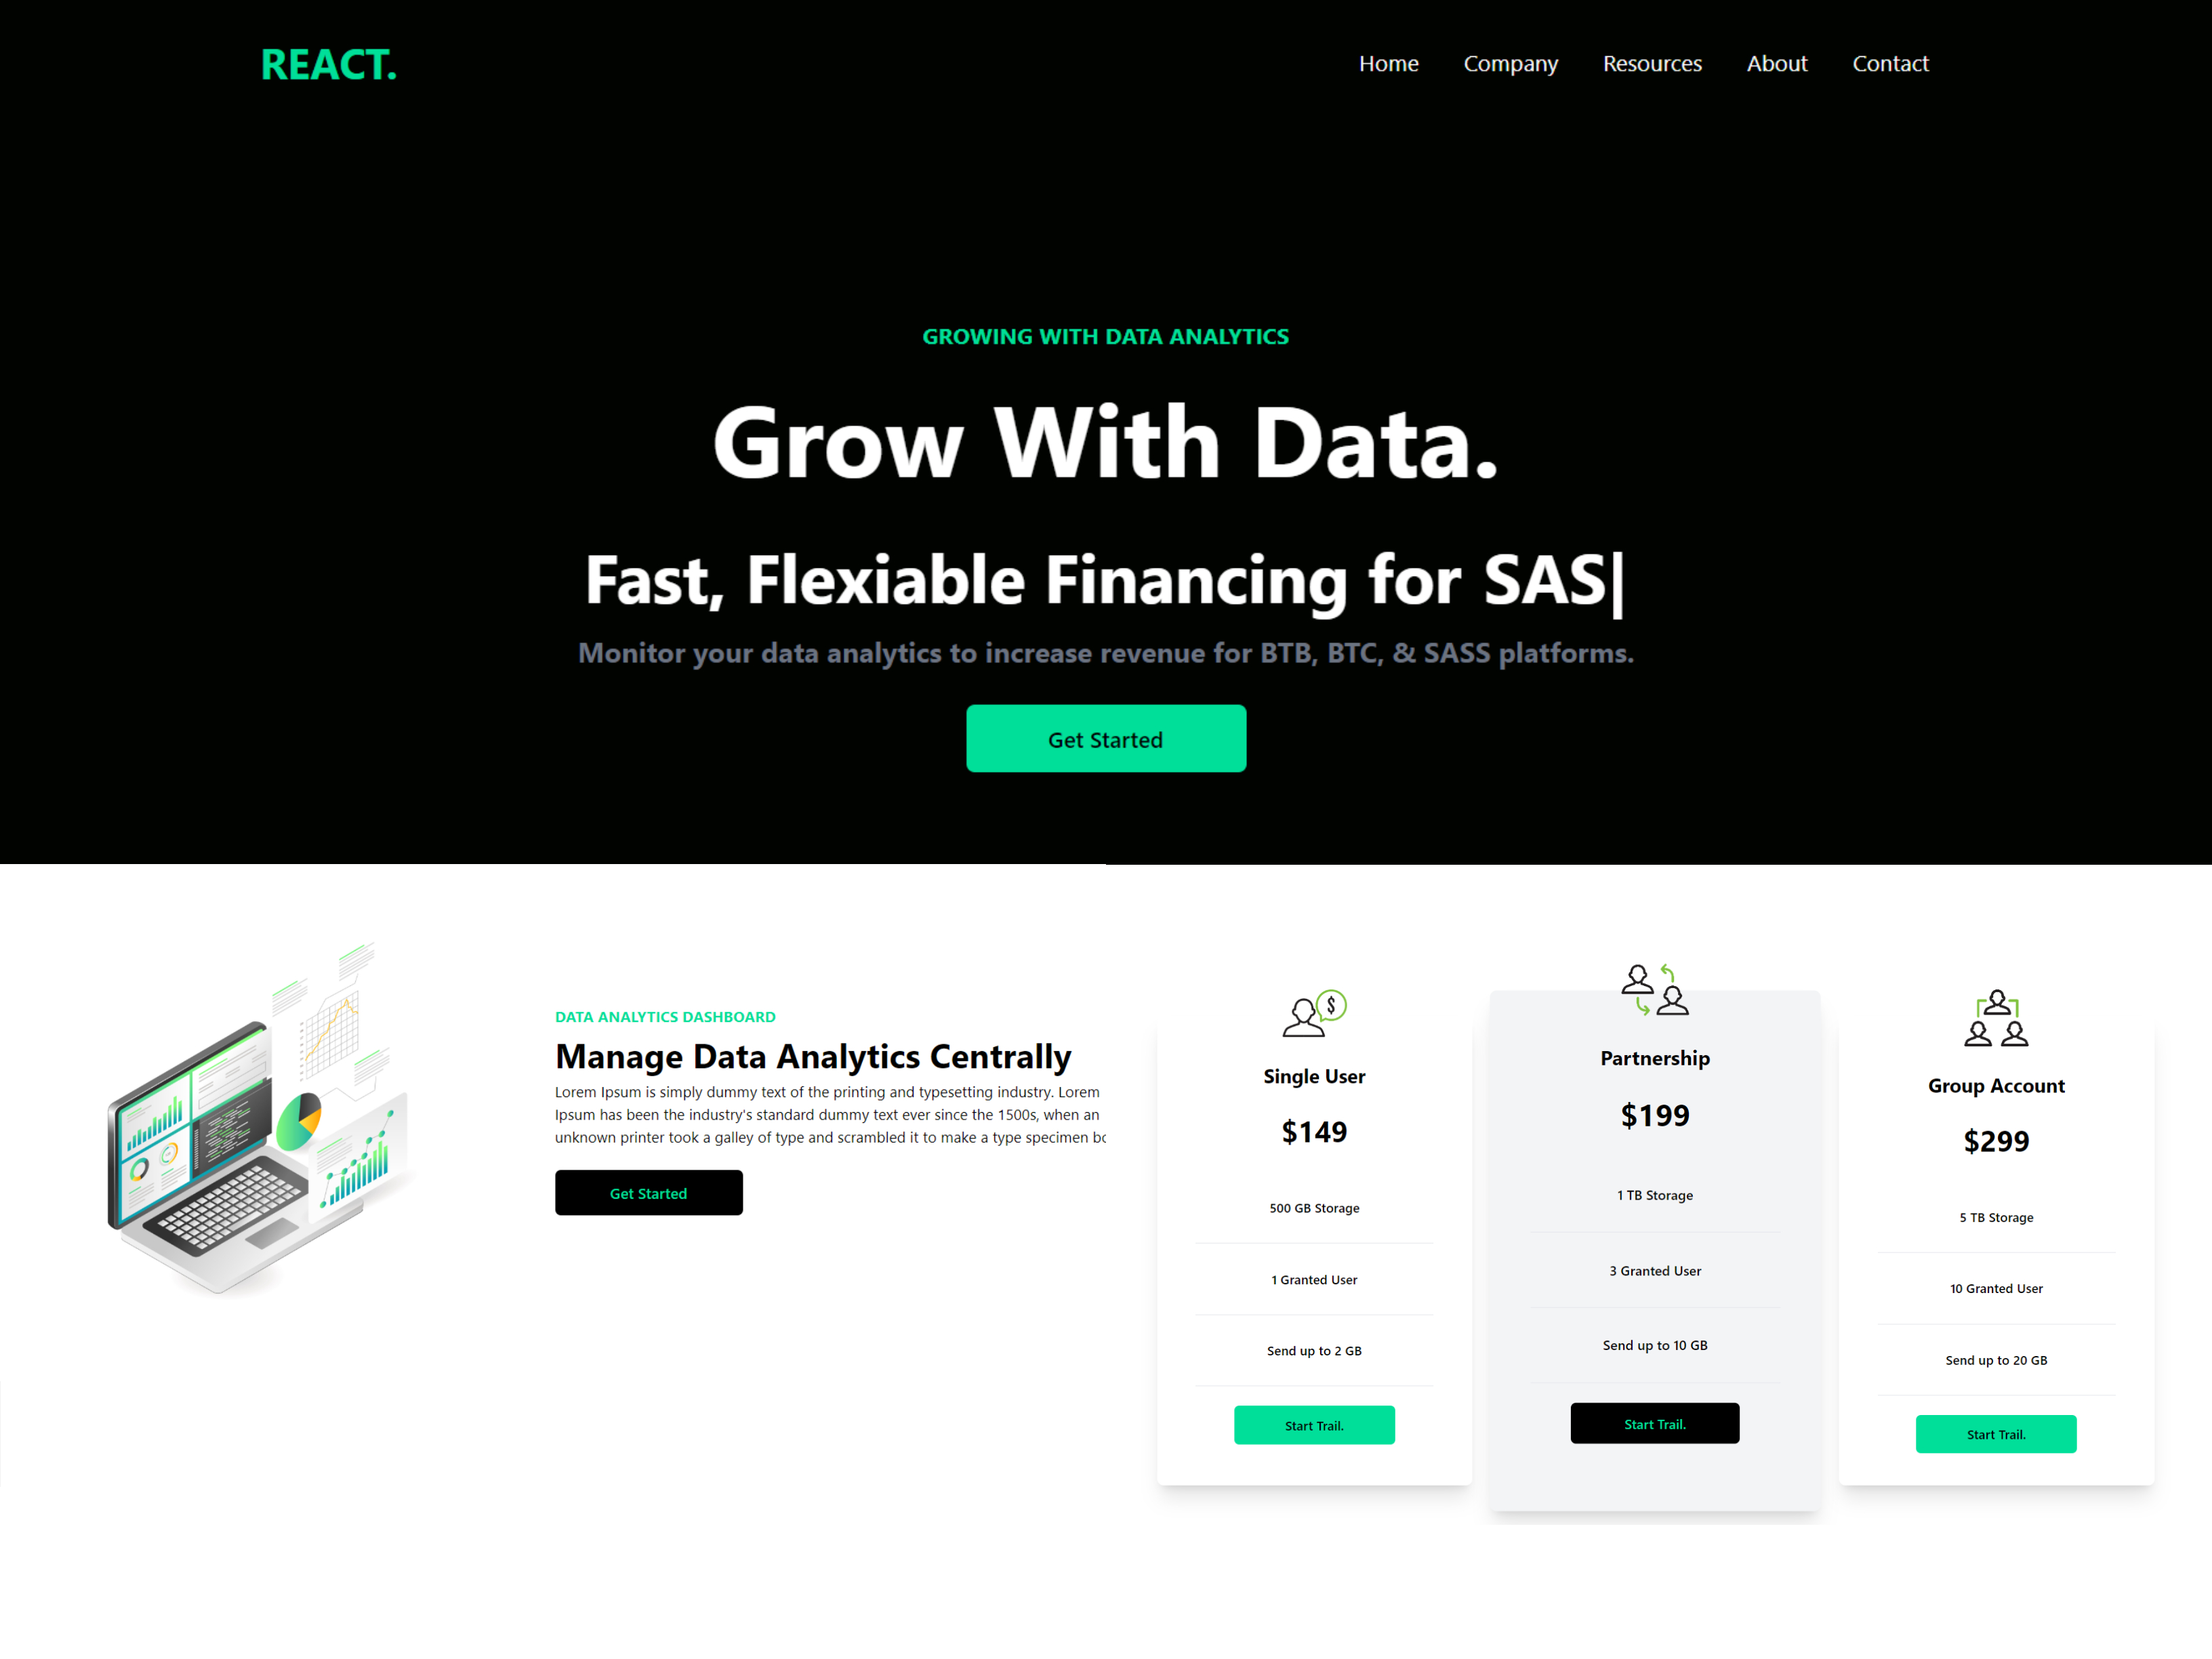 REACT.
Home Company Resources About Contact
GROWING WITH DATA ANALYTICS
Grow With Data.
Fast, Flexiable Financing for SAS|
Monitor your data analytics to increase revenue for BTB, BTC, & SASS platforms.
Get Started
DATA ANALYTICS DASHBOARD
Manage Data Analytics Centrally
Lorem Ipsum is simply dummy text of the printing and typesetting industry. Lorem
Ipsum has been the industry's standard dummy text ever since the 1500s, when an
unknown printer took a galley of type and scrambled it to make a type specimen
Get Started
$
Single User
$149
500 GB Storage
1 Granted User
Send up to 2 GB
Start Trail.
Partnership
$199
1 TB Storage
3 Granted User
Send up to 10 GB
Start Trail.
Group Account
$299
5 TB Storage
10 Granted User
Send up to 20 GB
Start Trail.